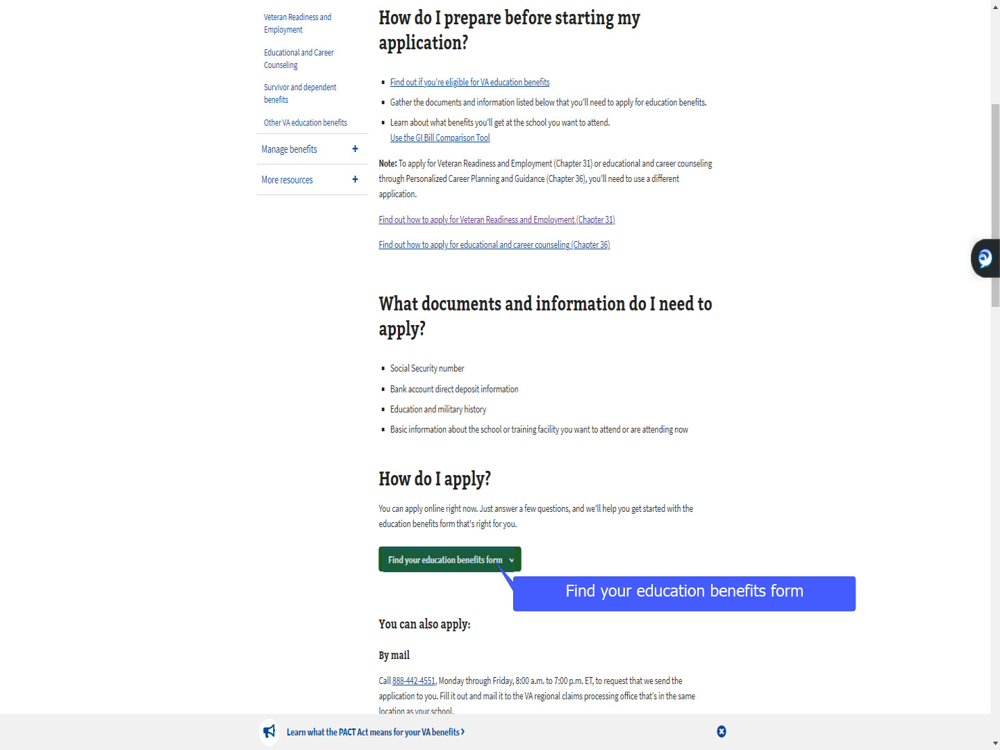 Veteran Readiness and
Employment
Educational and Career
Counseling
Survivor and dependent
benefits
Other VA education benefits
Manage benefits
More resources
How do I prepare before starting my
application?
Find out if you’re eligible for VA education benefits
Gather the documents and information listed below that you’ll need to apply for education benefits.
Learn about what benefits you’ll get at the school you want to attend.
Use the GI Bill Comparison Tool
Note: To apply for Veteran Readiness and Employment (Chapter 31) or educational and career counseling
through Personalized Career Planning and Guidance (Chapter 36), you’ll need to use a different
application.
Find out how to apply for Veteran Readiness and Employment (Chapter 31)
Find out how to apply for educational and career counseling (Chapter 36)
What documents and information do I need to
apply?
Social Security number
Bank account direct deposit information
Education and military history
Basic information about the school or training facility you want to attend or are attending now
How do I apply?
You can apply online right now. Just answer a few questions, and we’ll help you get started with the
education benefits form that's right for you.
Find your education benefits form
Find your education benefits form
You can also apply:
By mail
Call 888-442-4551, Monday through Friday, 8:00 a.m. to 7:00 p.m. ET, to request that we send the
application to you. Fill it out and mail it to the VA regional claims processing office that’s in the same
location as your school.
Learn what the PACT Act means for your VA benefits